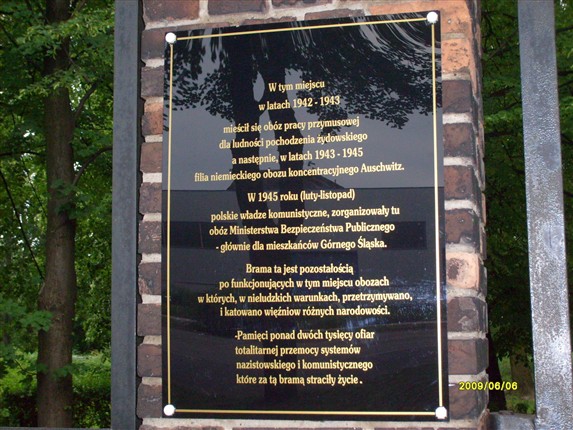 W tym miejscu
w latach 1942 - 1943
mieścił się obóz pracy przymusowej
dla ludności pochodzenia żydowskiego
a następnie, w latach 1943 - 1945
filia niemieckiego obozu koncentracyjnego Auschwitz.
W 1945 roku (luty-listopad)
polskie władze komunistyczne, zorganizowały tu
obóz Ministerstwa Bezpieczeństwa Publicznego
- głównie dla mieszkańców Górnego Śląska.
Brama ta jest pozostałością
po funkcjonujących w tym miejscu obozach
w których, w nieludzkich warunkach, przetrzymywano,
i katowano więźniow różnych narodowości.
-Pamięci ponad dwóch tysięcy ofiar
totalitarnej przemocy systemów
nazistowskiego i komunistycznego
które za tą bramą straciły życie .
2009/06/06